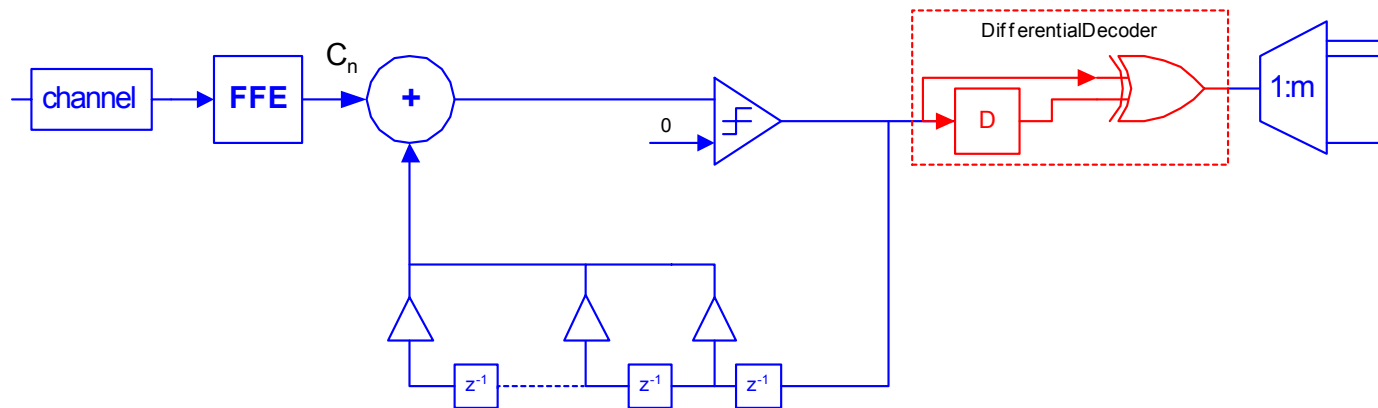 DifferentialDecoder
channel
FFE
Cn
+
0
D
1:m
z-1
z-1
z-1